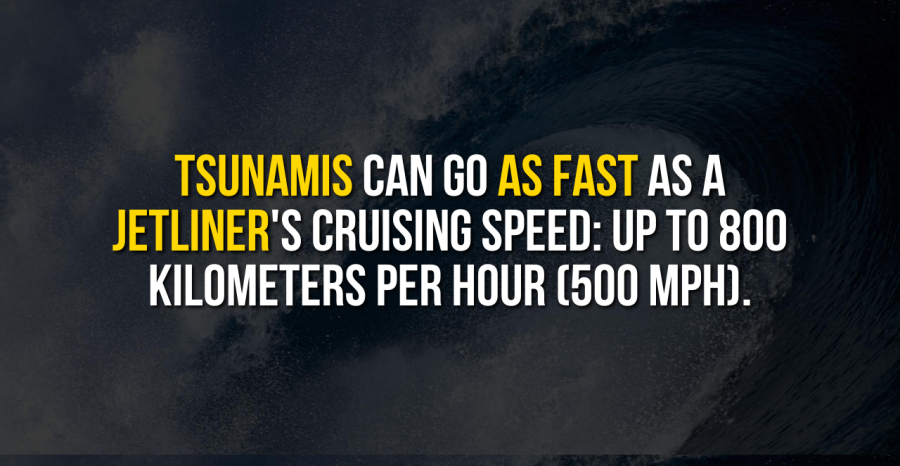 TSUNAMIS CAN GO AS FAST AS A
JETLINER'S CRUISING SPEED: UP TO 800
KILOMETERS PER HOUR (500 MPH).